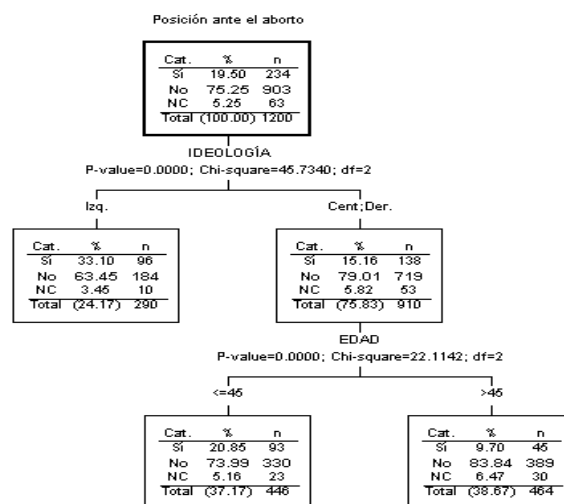 Posición ante el aborto
Cat. % n
Sí 19.50 234
No 75.25 903
NC 5.25 63
Total (100.00) 1200
IDEOLOGÍA
P-value=0.0000; Chi-square=45.7340; df=2
Izq.
Cent;Der.
Cat. % n
Sí 33.10 96
No 63.45 184
NC 3.45 10
Total (24.17) 290
Cat. % n
Sí 15.16 138
No 79.01 719
NC 5.82 53
Total (75.83) 910
EDAD
P-value=0.0000; Chi-square=22.1142; df=2
<=45
>45
Cat. % n
Sí 20.85 93
No 73.99 330
NC 5.16 23
Total (37.17) 446
Cat. % n
Sí 9.70 45
No 83.84 389
NC 6.47 30
Total (38.67) 464